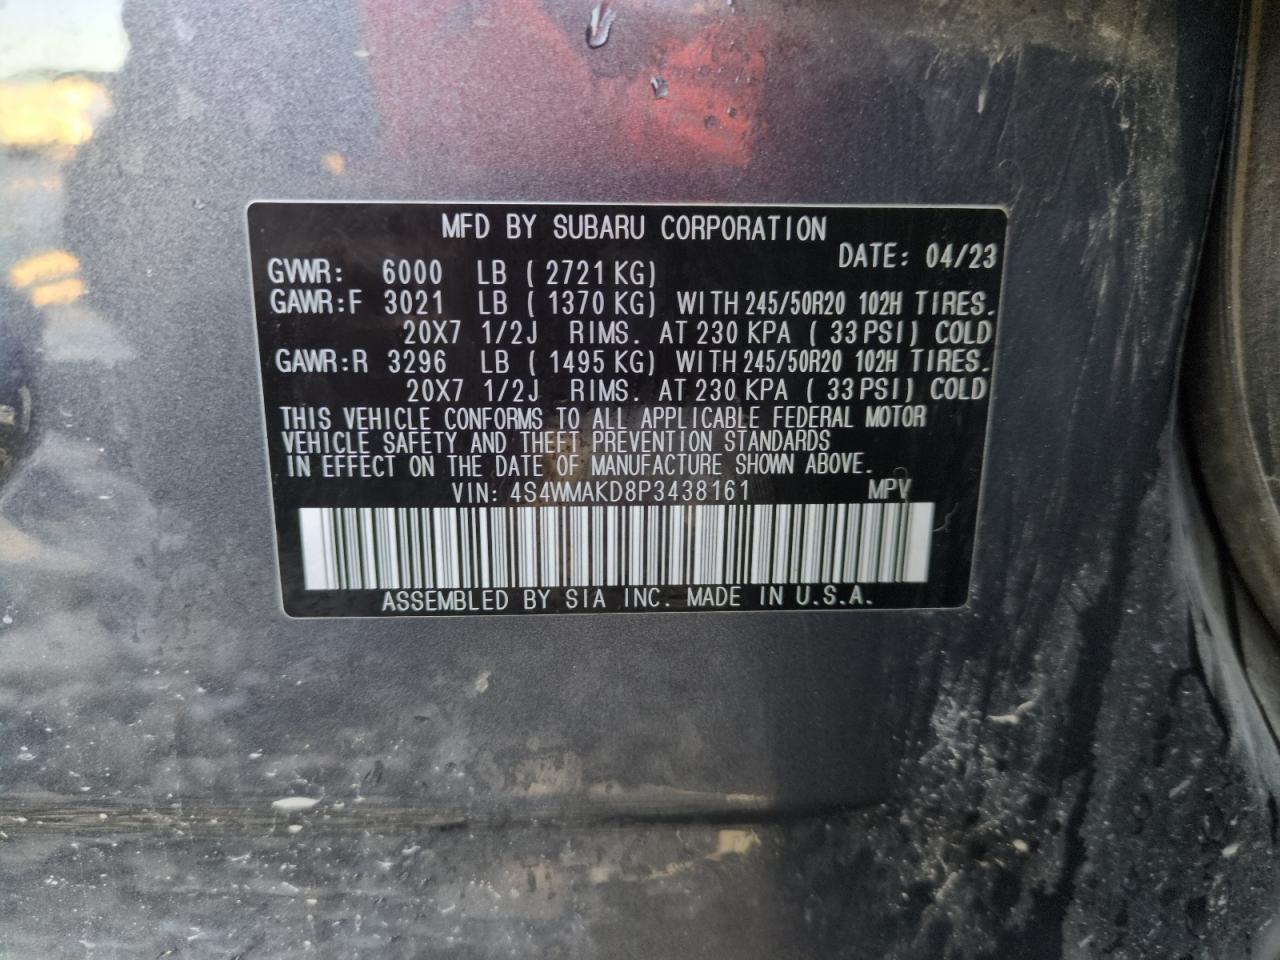 MFD BY SUBARU CORPORATION
DATE: 04/23
GVWR: 6000 LB (2721 KG)
GAWR:F 3021 LB (1370 KG) WITH 245/50R20 102H TIRES.
20X7 1/2J RIMS. AT 230 KPA (33 PSI) COLD
GAWR:R 3296 LB (1495 KG) WITH 245/50R20 102H TIRES.
20X7 1/2J RIMS. AT 230 KPA (33 PSI) COLD
THIS VEHICLE CONFORMS TO ALL APPLICABLE FEDERAL MOTOR
VEHICLE SAFETY AND THEFT PREVENTION STANDARDS
IN EFFECT ON THE DATE OF MANUFACTURE SHOWN ABOVE.
VIN: 4S4WMAKD8P3438161 MPV
ASSEMBLED BY SIA INC. MADE IN U.S.A.